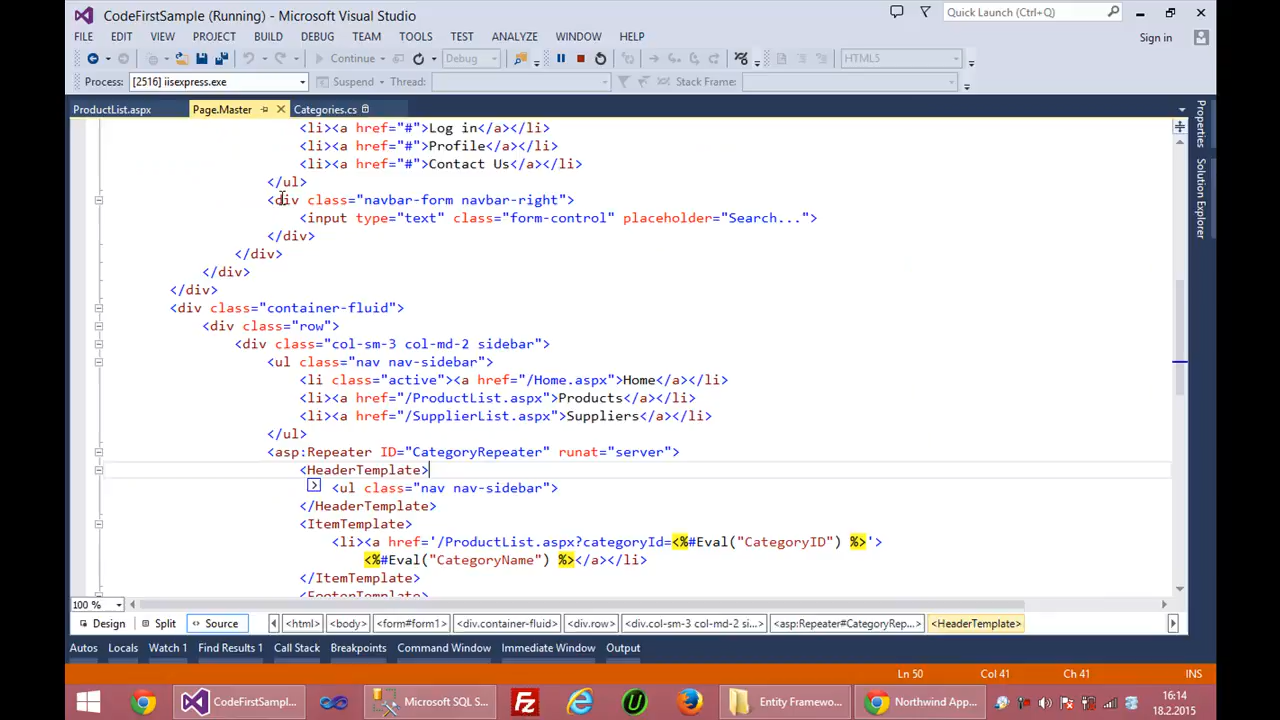 CodeFirstSample (Running) - Microsoft Visual Studio
Quick Launch (Ctrl+Q)
FILE EDIT VIEW PROJECT BUILD DEBUG TEAM TOOLS TEST ANALYZE WINDOW HELP
Sign in
Continue Debug HTML5
Process: [2516] iisexpress.exe Suspend Thread: Stack Frame:
ProductList.aspx Page.Master Categories.cs
<li><a href="#">Log in</a></li>
<li><a href="#">Profile</a></li>
<li><a href="#">Contact Us</a></li>
</ul>
<div class="navbar-form navbar-right">
<input type="text" class="form-control" placeholder="Search...">
</div>
</div>
</div>
</div>
<div class="container-fluid">
<div class="row">
<div class="col-sm-3 col-md-2 sidebar">
<ul class="nav nav-sidebar">
<li class="active"><a href="/Home.aspx">Home</a></li>
<li><a href="/ProductList.aspx">Products</a></li>
<li><a href="/SupplierList.aspx">Suppliers</a></li>
</ul>
<asp:Repeater ID="CategoryRepeater" runat="server">
<HeaderTemplate>
<ul class="nav nav-sidebar">
</HeaderTemplate>
<ItemTemplate>
<li><a href='/ProductList.aspx?categoryId=<%#Eval("CategoryID") %>'>
<%#Eval("CategoryName") %></a></li>
</ItemTemplate>
<FooterTemplate>
Properties
Solution Explorer
100 %
Design Split Source <html> <body> <form#form1> <div.container-fluid> <div.row> <div.col-sm-3 col-md-2 si...> <asp:Repeater#CategoryRep...> <HeaderTemplate>
Autos Locals Watch 1 Find Results 1 Call Stack Breakpoints Command Window Immediate Window Output
Ln 50 Col 41 Ch 41 INS
CodeFirstSample... Microsoft SQL S... Entity Framewo... Northwind App...
16:14
18.2.2015